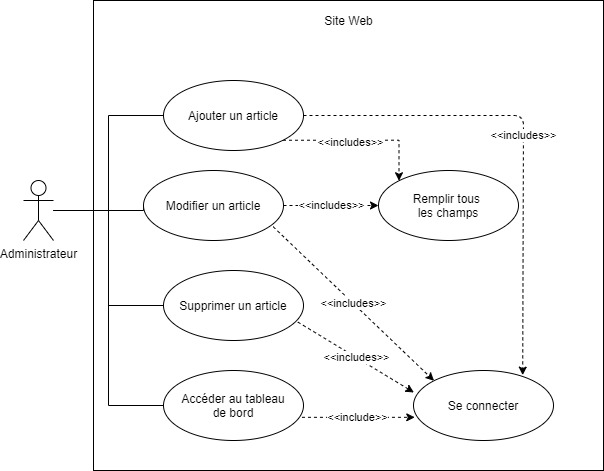 Site Web
Ajouter un article
<<includes>>
<<includes>>
Modifier un article
<<includes>>
Remplir tous
les champs
Administrateur
Supprimer un article
<<includes>>
<<includes>>
Accéder au tableau
de bord
<<include>>
Se connecter